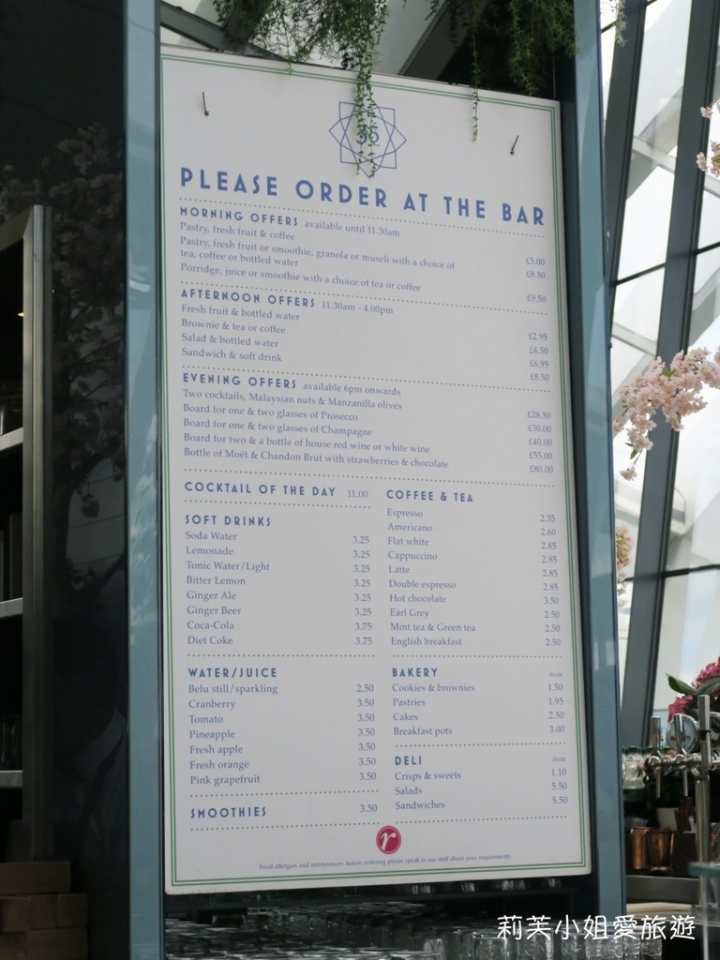 35
PLEASE ORDER AT THE BAR
MORNING OFFERS available until 11.30am
Pastry, fresh fruit & coffee £5.00
Pastry, fresh fruit or smoothie, granola or museli with a choice of
tea, coffee or bottled water £8.50
Porridge, juice or smoothie with a choice of tea or coffee £9.50
AFTERNOON OFFERS 11.30am - 4.00pm
Fresh fruit & bottled water £2.95
Brownie & tea or coffee £4.50
Salad & bottled water £6.95
Sandwich & soft drink £8.50
EVENING OFFERS available 6pm onwards
Two cocktails, Malaysian nuts & Manzanilla olives £28.50
Board for one & two glasses of Prosecco £30.00
Board for one & two glasses of Champagne £40.00
Board for two & a bottle of house red wine or white wine £55.00
Bottle of Moët & Chandon Brut with strawberries & chocolate £80.00
COCKTAIL OF THE DAY 11.00
SOFT DRINKS
Soda Water 3.25
Lemonade 3.25
Tonic Water/Light 3.25
Bitter Lemon 3.25
Ginger Ale 3.25
Ginger Beer 3.25
Coca-Cola 3.75
Diet Coke 3.75
WATER/JUICE
Belu still/sparkling 2.50
Cranberry 3.50
Tomato 3.50
Pineapple 3.50
Fresh apple 3.50
Fresh orange 3.50
Pink grapefruit 3.50
SMOOTHIES 3.50
COFFEE & TEA
Espresso 2.35
Americano 2.60
Flat white 2.85
Cappuccino 2.85
Latte 2.85
Double espresso 2.85
Hot chocolate 3.50
Earl Grey 2.50
Mint tea & Green tea 2.50
English breakfast 2.50
BAKERY from
Cookies & brownies 1.50
Pastries 1.95
Cakes 2.50
Breakfast pots 3.00
DELI from
Crisps & sweets 1.10
Salads 5.50
Sandwiches 5.50
r
Food allergies and intolerances: before ordering please speak to our staff about your requirements.
莉芙小姐愛旅遊